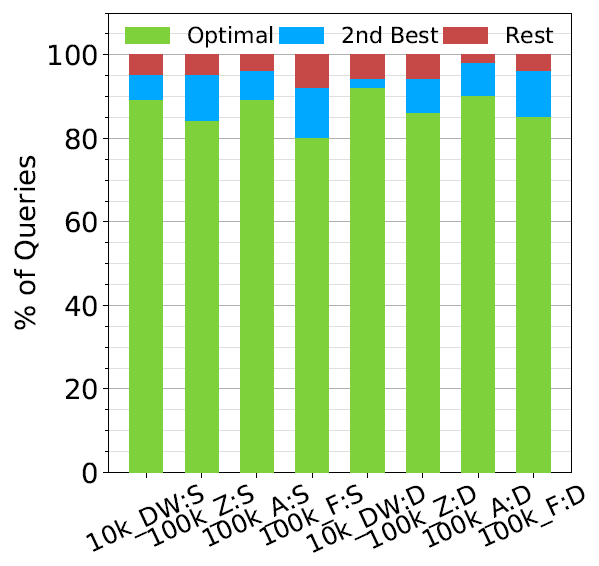 Optimal 2nd Best Rest
100
80
60
40
20
0
% of Queries
10k_DW:S
100k_Z:S
100k_A:S
100k_F:S
10k_DW:D
100k_Z:D
100k_A:D
100k_F:D